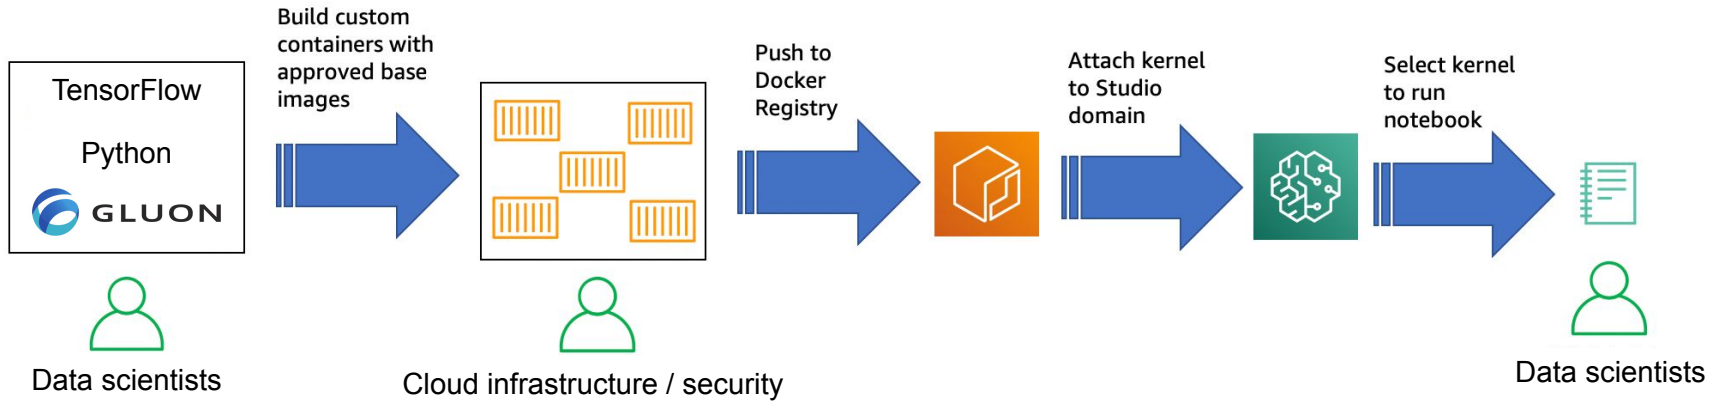 Build custom
containers with
approved base
images
TensorFlow
Python
GLUON
Push to
Docker
Registry
Attach kernel
to Studio
domain
Select kernel
to run
notebook
Data scientists
Cloud infrastructure / security
Data scientists